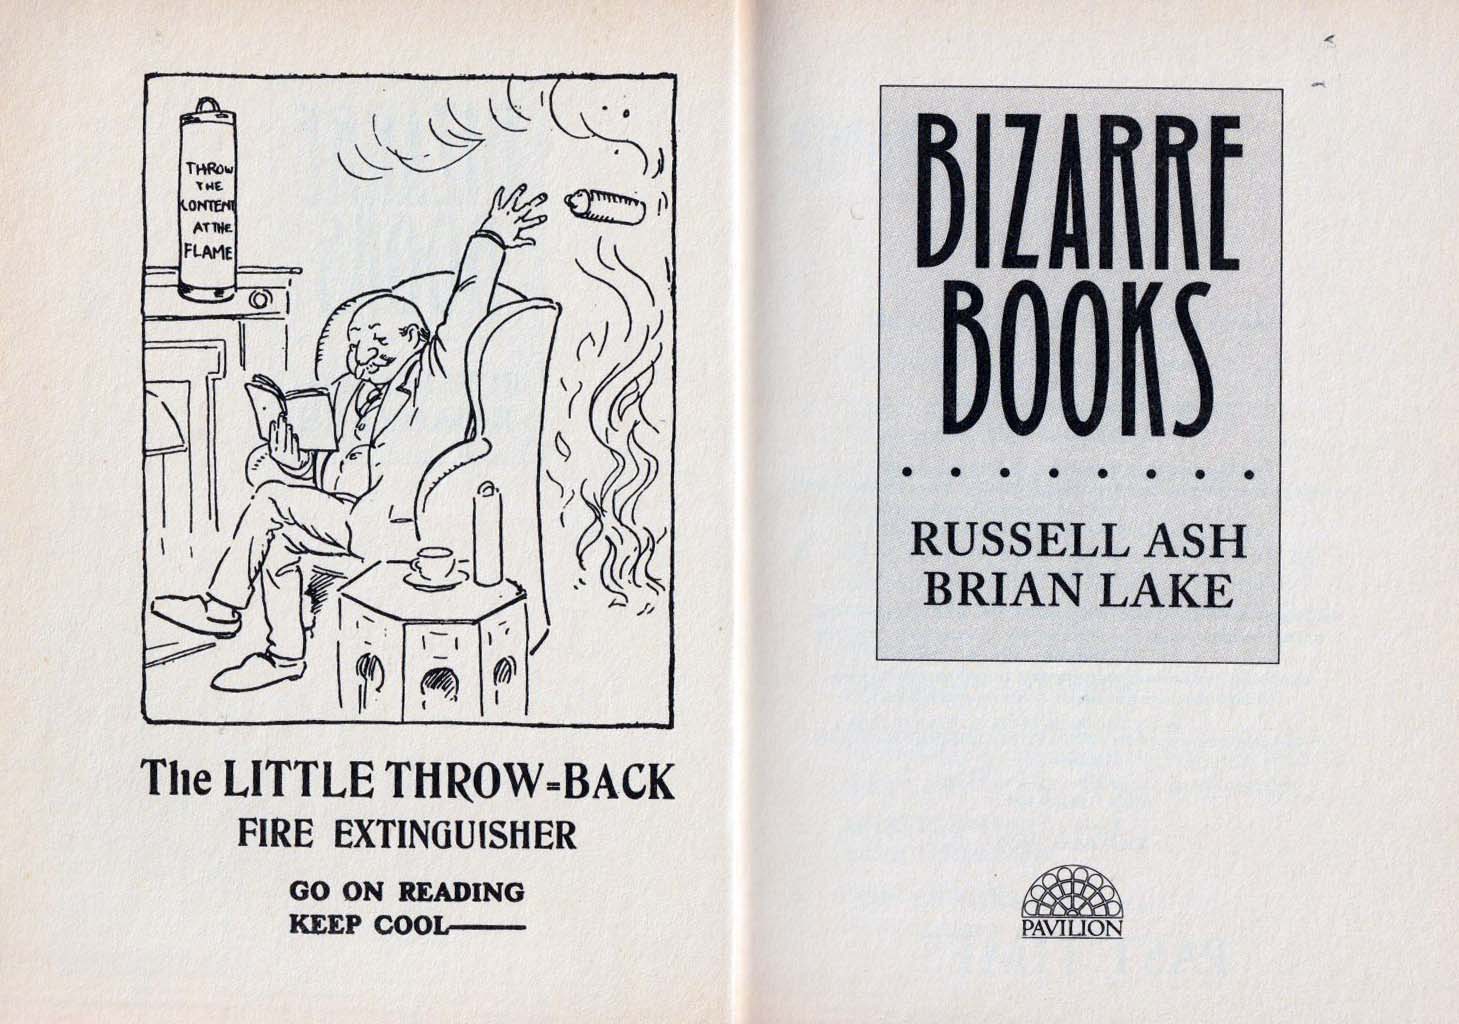 THROW
THE
CONTENT
AT THE
FLAME
The LITTLE THROW=BACK
FIRE EXTINGUISHER
GO ON READING
KEEP COOL——
BIZARRE
BOOKS
RUSSELL ASH
BRIAN LAKE
PAVILION